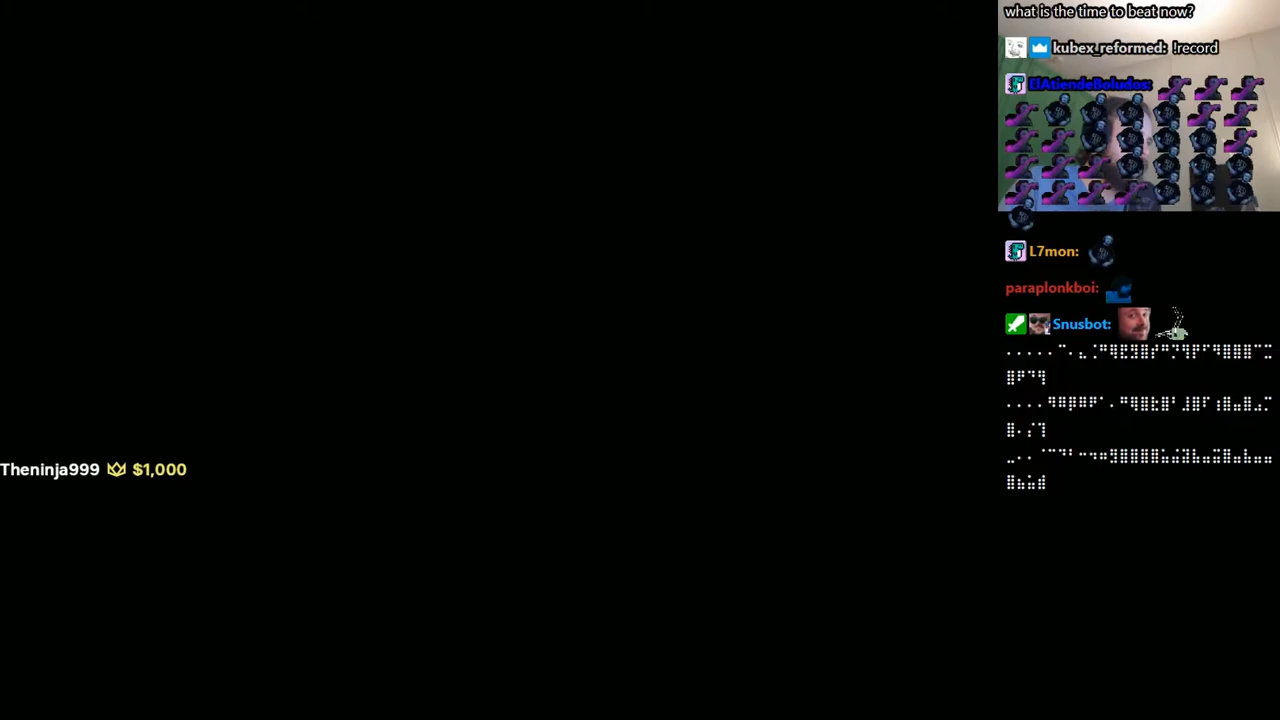 what is the time to beat now?
kubex_reformed: !record
ElAtiendeBoludos:
L7mon:
paraplonkboi:
Snusbot:
Theninja999 $1,000